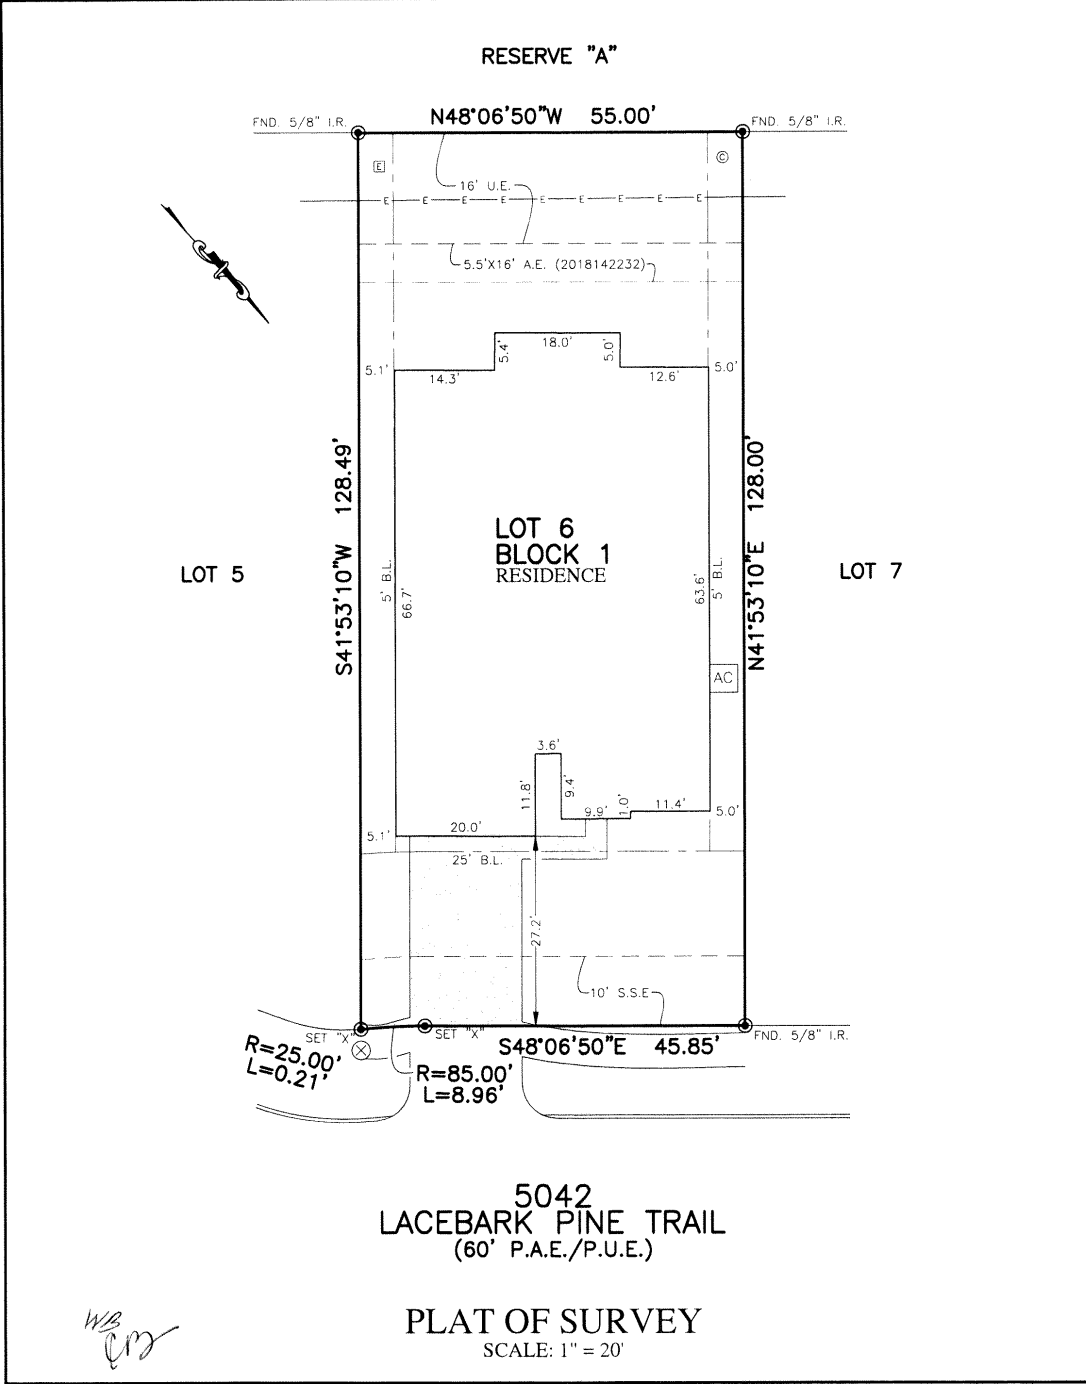 RESERVE "A"
N48°06'50"W 55.00'
FND. 5/8" I.R.
FND. 5/8" I.R.
E
C
16' U.E.
E E E E E E E E E
5.5'X16' A.E. (2018142232)
5.4'
18.0'
5.0'
5.1'
14.3'
12.6'
5.0'
S41°53'10"W 128.49'
N41°53'10"E 128.00'
LOT 6
BLOCK 1
RESIDENCE
LOT 5
LOT 7
5' B.L.
66.7'
63.6'
5' B.L.
AC
3.6'
11.8'
9.4'
9.9'
1.0'
11.4'
5.0'
5.1'
20.0'
25' B.L.
27.2'
10' S.S.E
SET "X"
SET "X"
FND. 5/8" I.R.
S48°06'50"E 45.85'
R=25.00'
L=0.21'
R=85.00'
L=8.96'
5042
LACEBARK PINE TRAIL
(60' P.A.E./P.U.E.)
WB
PLAT OF SURVEY
SCALE: 1" = 20'